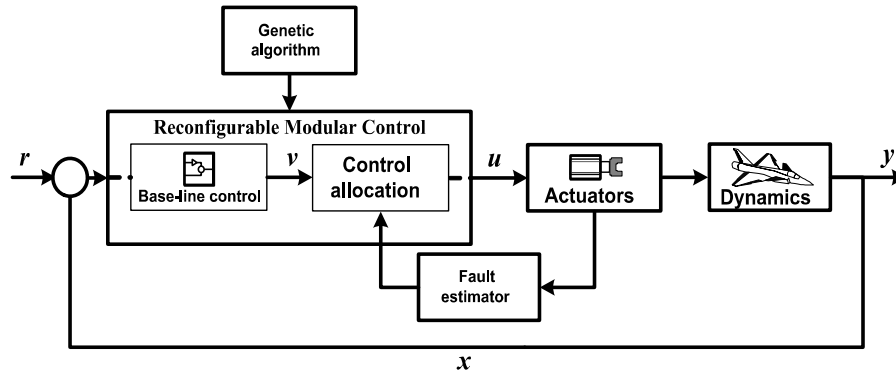 Genetic
algorithm
Reconfigurable Modular Control
r
Base-line control
v
Control
allocation
u
Actuators
Dynamics
y
Fault
estimator
x